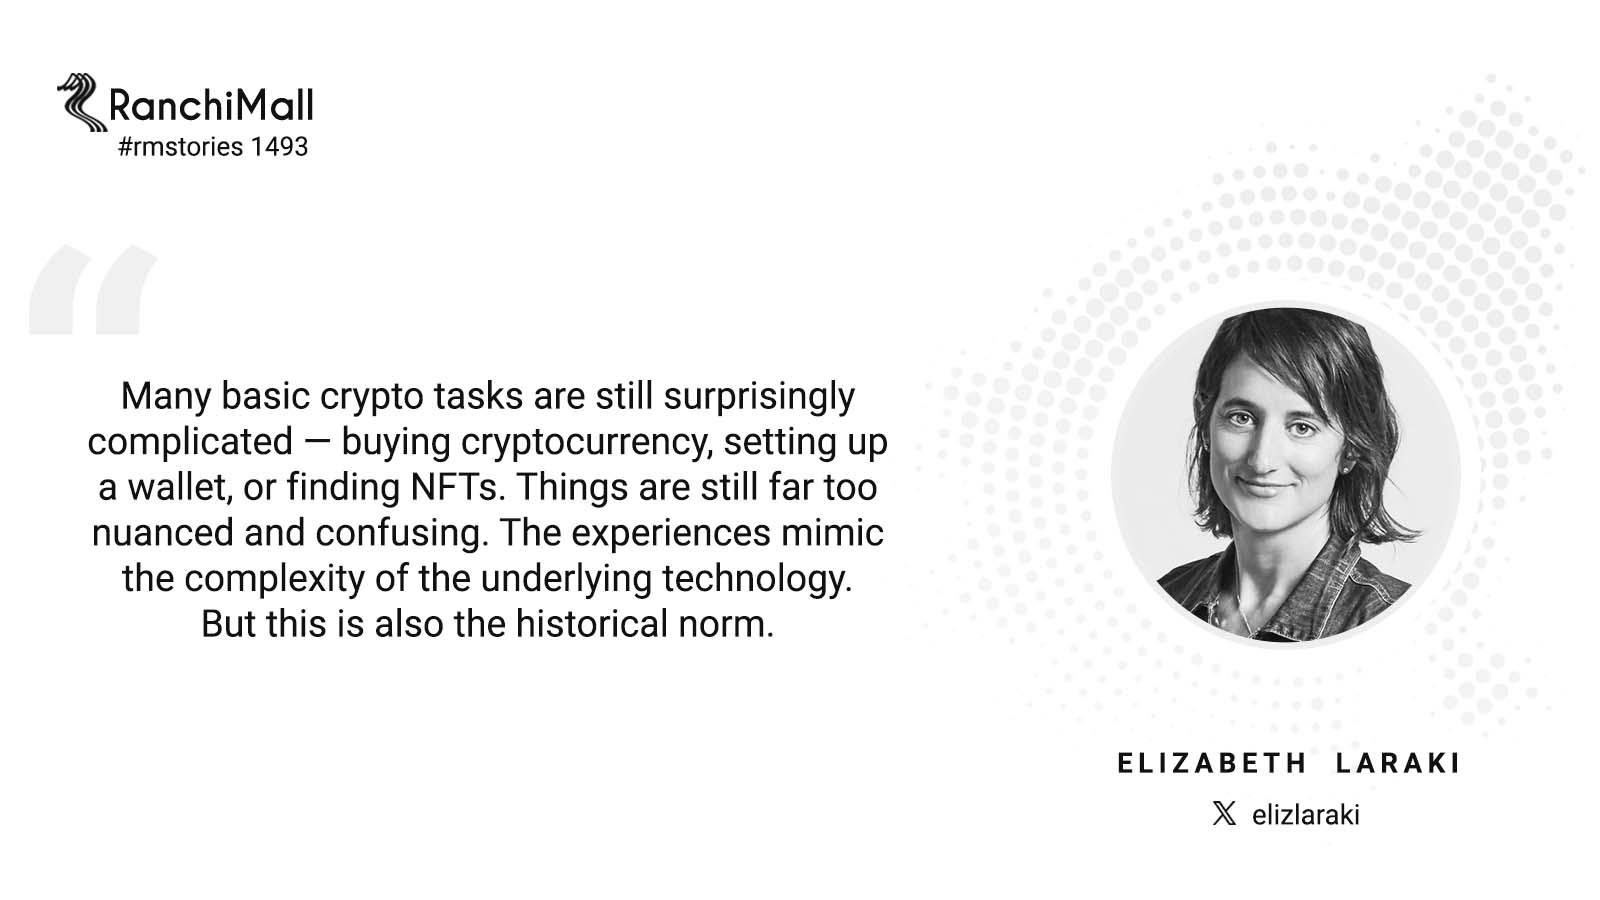 RanchiMall
#rmstories 1493
Many basic crypto tasks are still surprisingly
complicated — buying cryptocurrency, setting up
a wallet, or finding NFTs. Things are still far too
nuanced and confusing. The experiences mimic
the complexity of the underlying technology.
But this is also the historical norm.
ELIZABETH LARAKI
𝕏 elizlaraki